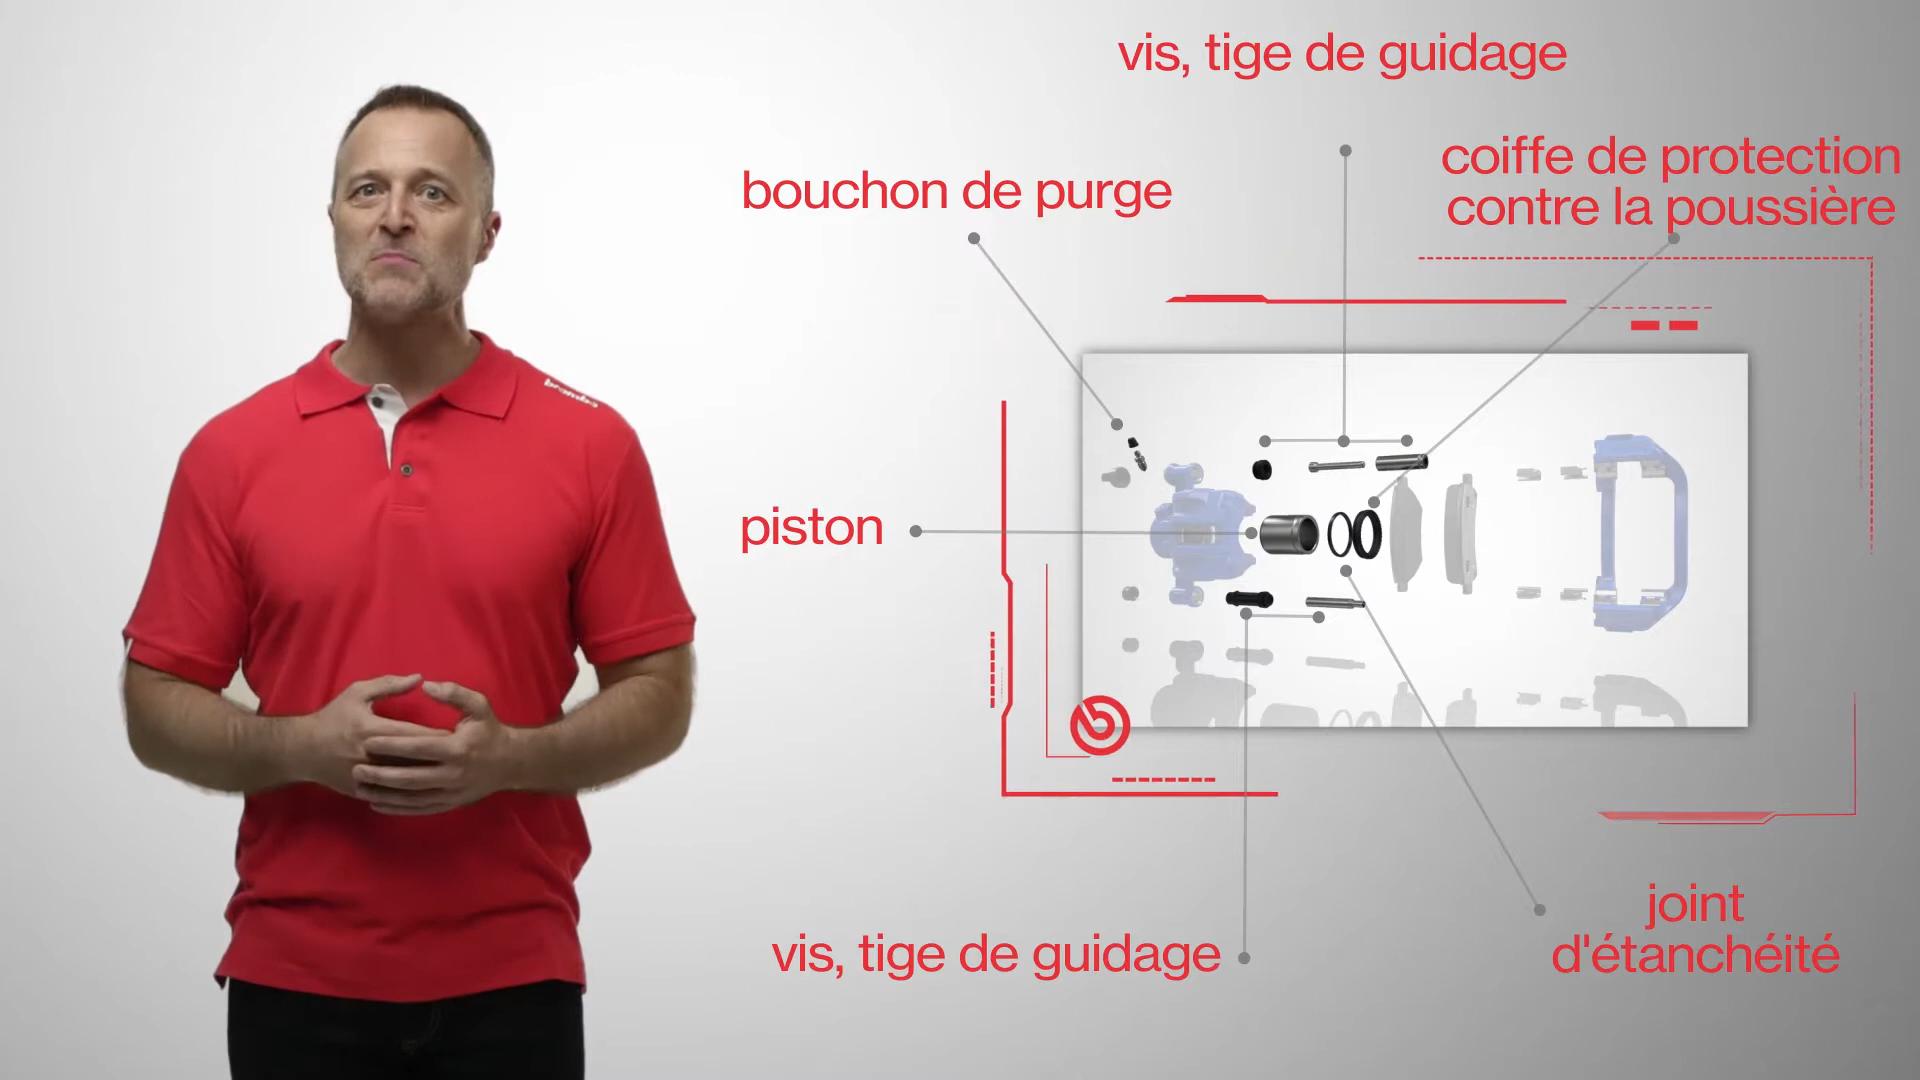 vis, tige de guidage
coiffe de protection
contre la poussière
bouchon de purge
piston
vis, tige de guidage
joint
d'étanchéité
brembo